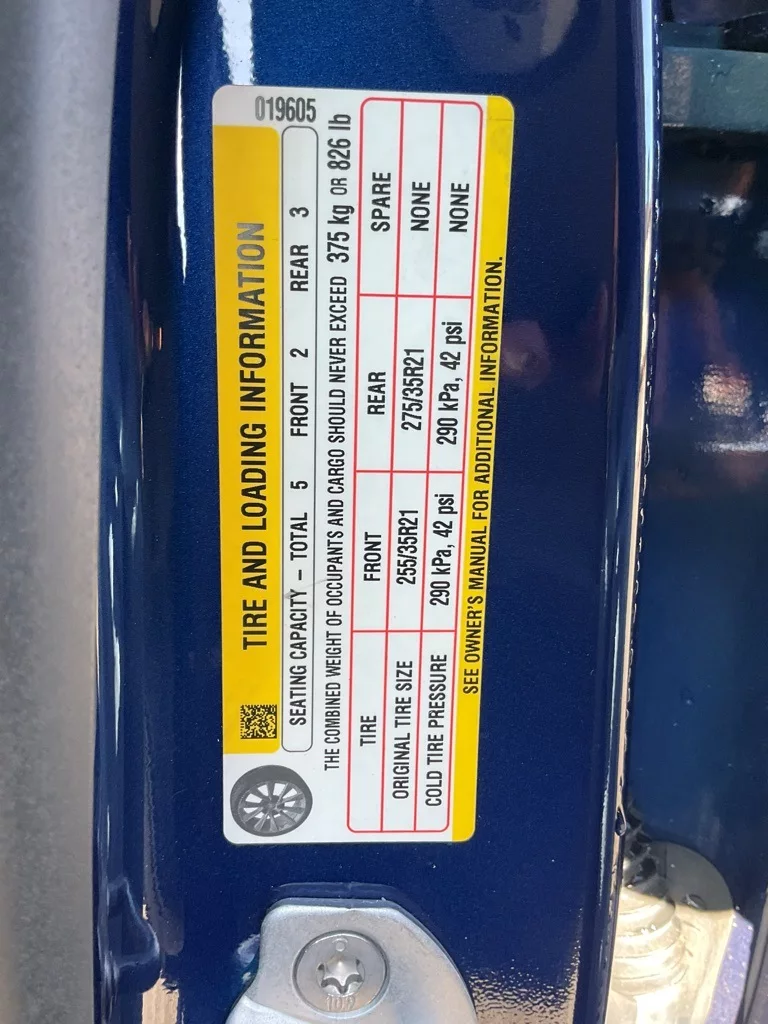 019605
TIRE AND LOADING INFORMATION
SEATING CAPACITY – TOTAL 5 FRONT 2 REAR 3
THE COMBINED WEIGHT OF OCCUPANTS AND CARGO SHOULD NEVER EXCEED 375 kg OR 826 lb
TIRE FRONT REAR SPARE
ORIGINAL TIRE SIZE 255/35R21 275/35R21 NONE
COLD TIRE PRESSURE 290 kPa, 42 psi 290 kPa, 42 psi NONE
SEE OWNER'S MANUAL FOR ADDITIONAL INFORMATION.